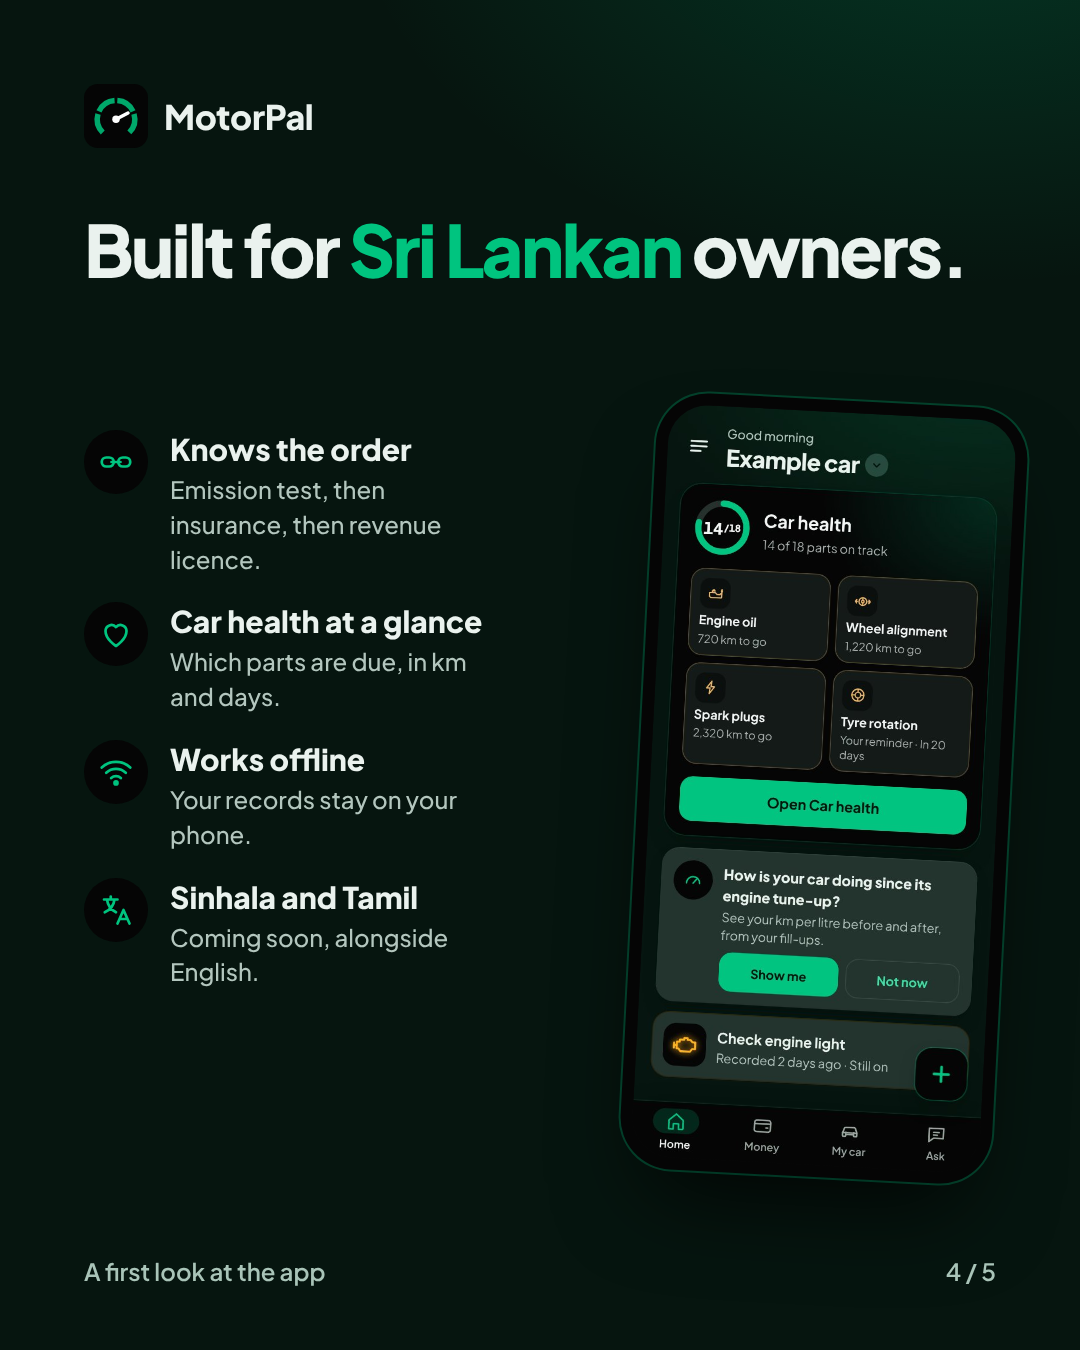 MotorPal
Built for Sri Lankan owners.
Knows the order
Emission test, then
insurance, then revenue
licence.
Car health at a glance
Which parts are due, in km
and days.
Works offline
Your records stay on your
phone.
Sinhala and Tamil
Coming soon, alongside
English.
Good morning
Example car
14/18
Car health
14 of 18 parts on track
Engine oil
720 km to go
Wheel alignment
1,220 km to go
Spark plugs
2,320 km to go
Tyre rotation
Your reminder · In 20
days
Open Car health
How is your car doing since its
engine tune-up?
See your km per litre before and after,
from your fill-ups.
Show me
Not now
Check engine light
Recorded 2 days ago · Still on
Home
Money
My car
Ask
A first look at the app
4 / 5